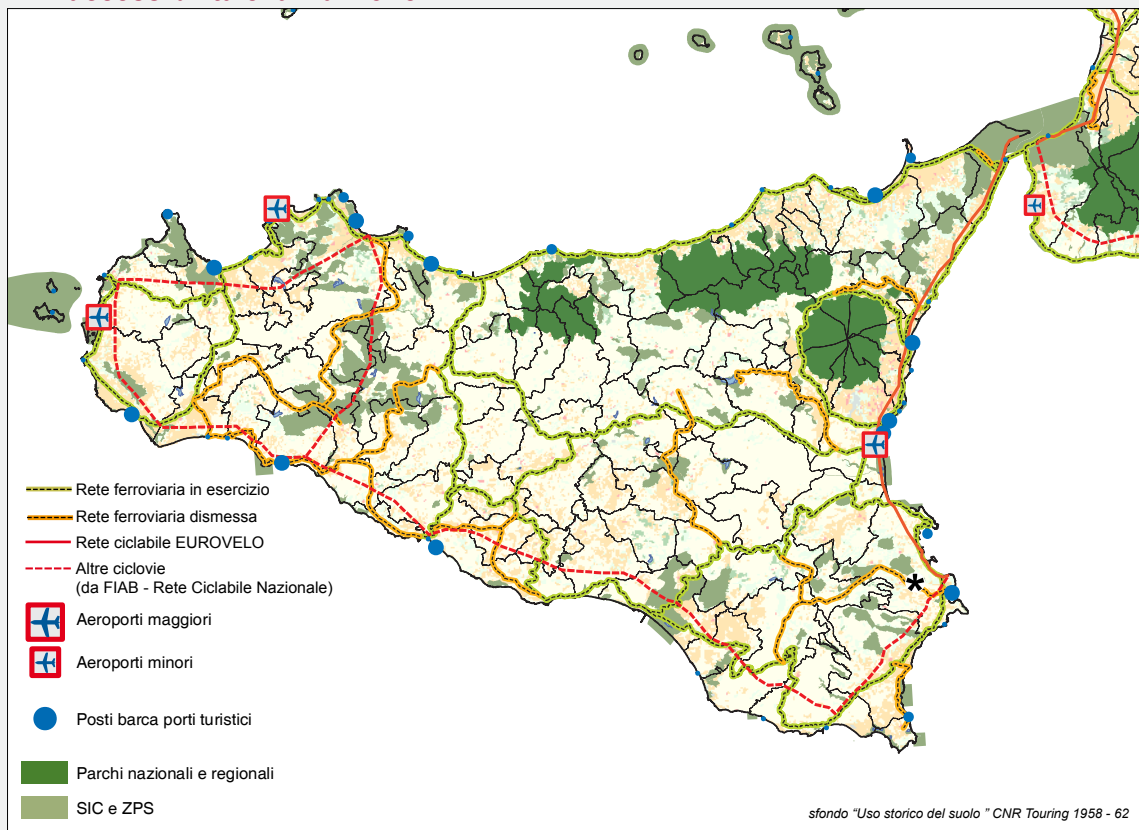 Rete ferroviaria in esercizio
Rete ferroviaria dismessa
Rete ciclabile EUROVELO
Altre ciclovie
(da FIAB - Rete Ciclabile Nazionale)
Aeroporti maggiori
Aeroporti minori
Posti barca porti turistici
Parchi nazionali e regionali
SIC e ZPS
*
sfondo “Uso storico del suolo ” CNR Touring 1958 - 62